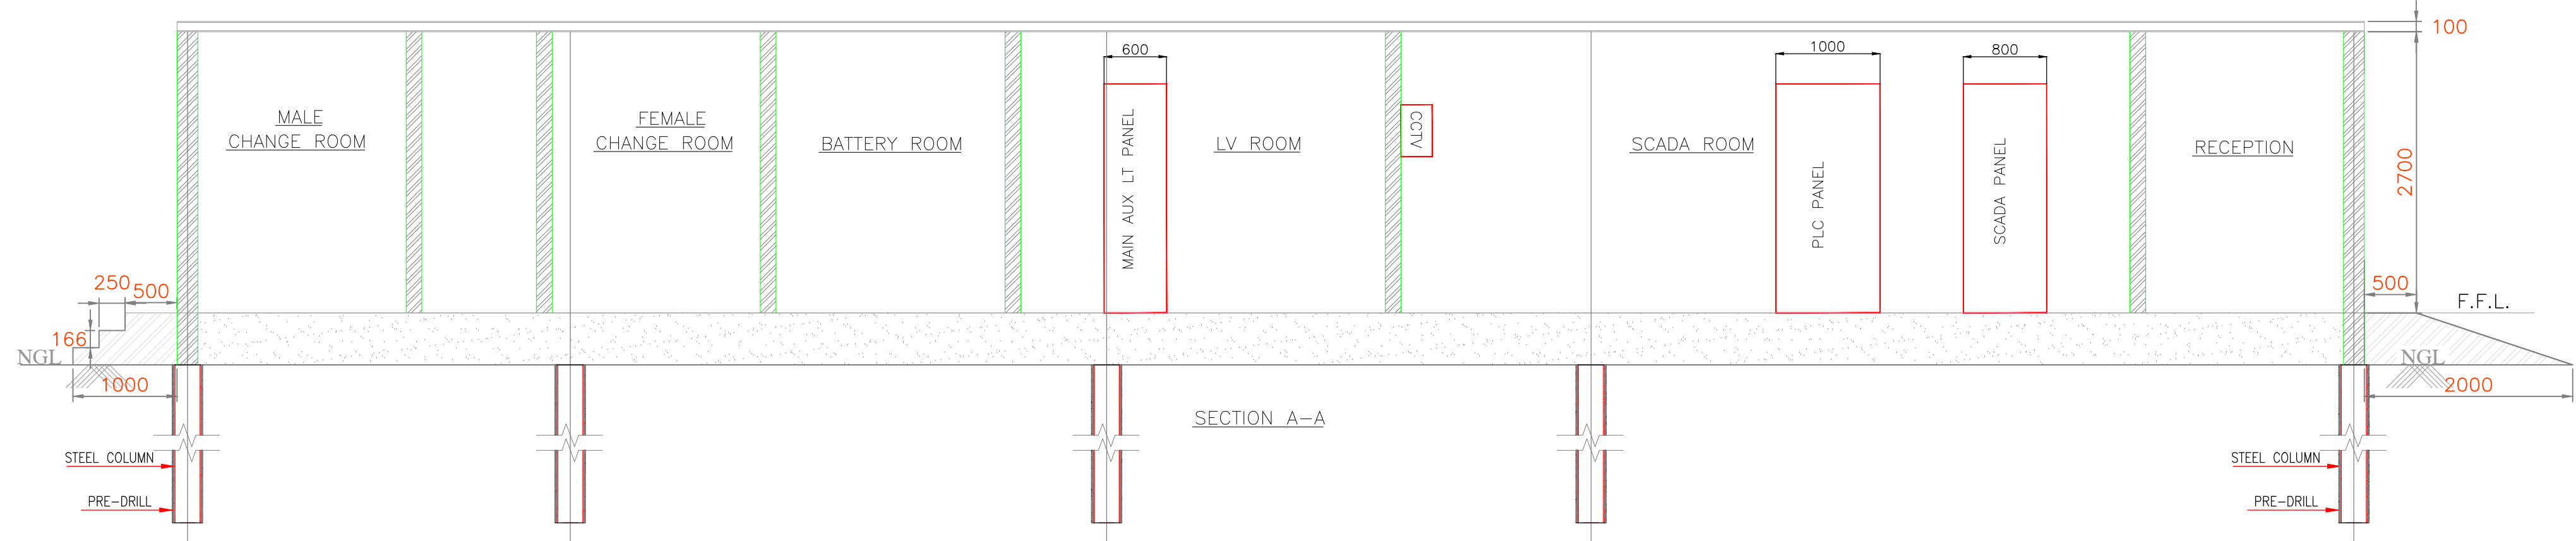 100
600
1000
800
MALE
CHANGE ROOM
FEMALE
CHANGE ROOM
BATTERY ROOM
MAIN AUX LT PANEL
LV ROOM
CCTV
SCADA ROOM
PLC PANEL
SCADA PANEL
RECEPTION
2700
250
500
500
F.F.L.
166
NGL
NGL
1000
2000
SECTION A-A
STEEL COLUMN
STEEL COLUMN
PRE-DRILL
PRE-DRILL